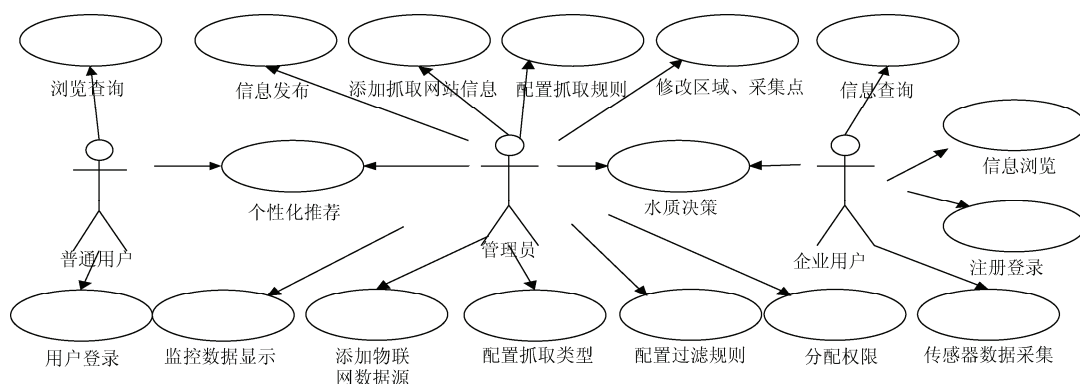 浏览查询
信息发布
添加抓取网站信息
配置抓取规则
修改区域、采集点
信息查询
信息浏览
个性化推荐
水质决策
普通用户
管理员
企业用户
注册登录
用户登录
监控数据显示
添加物联
网数据源
配置抓取类型
配置过滤规则
分配权限
传感器数据采集